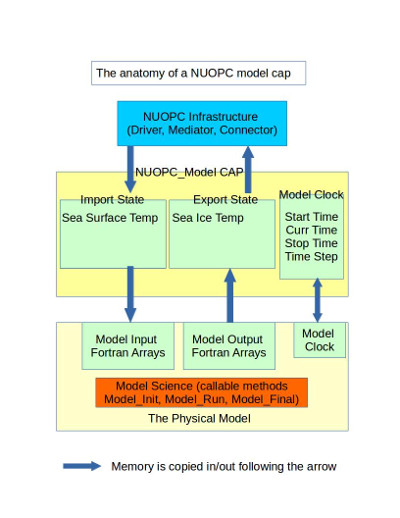 The anatomy of a NUOPC model cap
NUOPC Infrastructure
(Driver, Mediator, Connector)
NUOPC_Model CAP
Import State
Sea Surface Temp
Export State
Sea Ice Temp
Model Clock
Start Time
Curr Time
Stop Time
Time Step
Model Input
Fortran Arrays
Model Output
Fortran Arrays
Model
Clock
Model Science (callable methods
Model_Init, Model_Run, Model_Final)
The Physical Model
Memory is copied in/out following the arrow